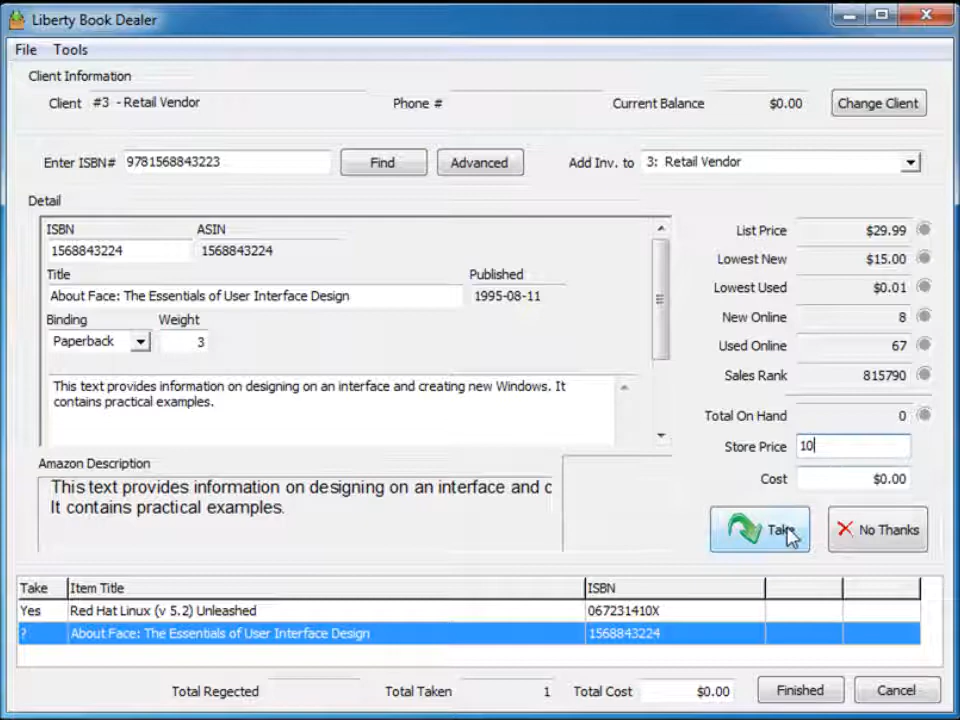 Liberty Book Dealer
File Tools
Client Information
Client #3 - Retail Vendor Phone # Current Balance $0.00 Change Client
Enter ISBN# 9781568843223 Find Advanced Add Inv. to 3: Retail Vendor
Detail
ISBN ASIN
1568843224 1568843224
Title Published
About Face: The Essentials of User Interface Design 1995-08-11
Binding Weight
Paperback 3
This text provides information on designing on an interface and creating new Windows. It
contains practical examples.
List Price $29.99
Lowest New $15.00
Lowest Used $0.01
New Online 8
Used Online 67
Sales Rank 815790
Total On Hand 0
Store Price 10
Cost $0.00
Amazon Description
This text provides information on designing on an interface and c
It contains practical examples.
Take No Thanks
Take Item Title ISBN
Yes Red Hat Linux (v 5.2) Unleashed 067231410X
? About Face: The Essentials of User Interface Design 1568843224
Total Regected Total Taken 1 Total Cost $0.00 Finished Cancel